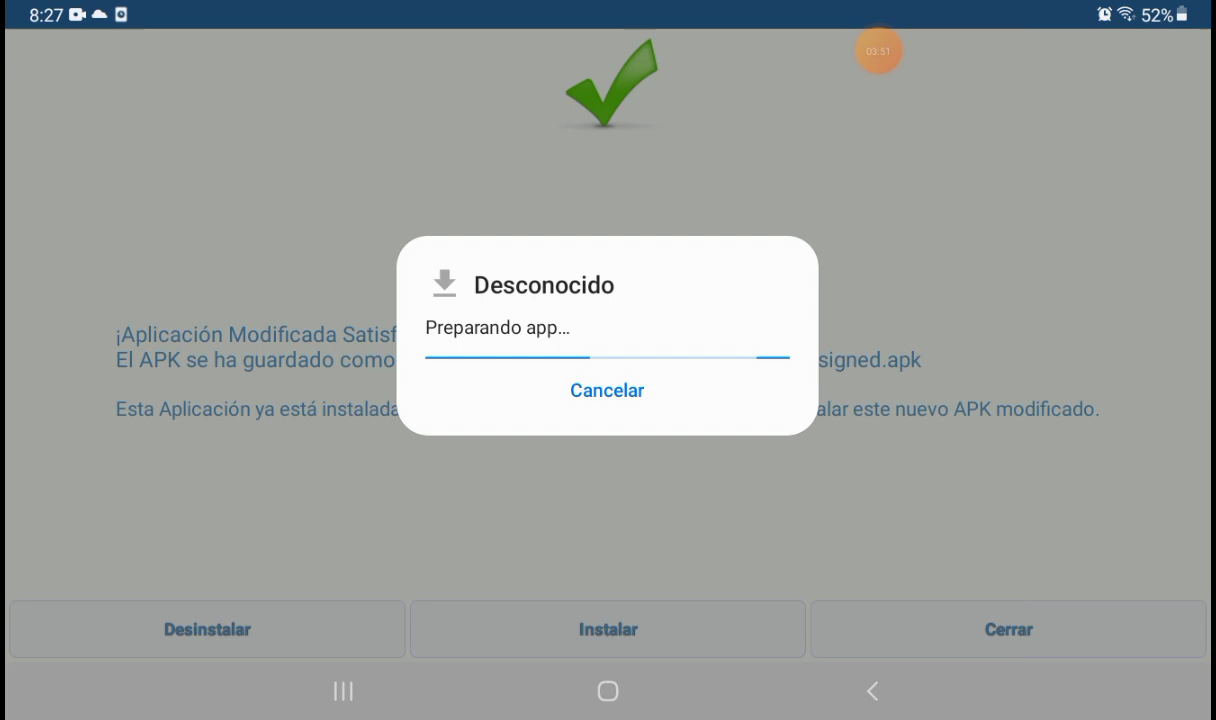 8:27
52%
03:51
Desconocido
Preparando app...
¡Aplicación Modificada Satisf
El APK se ha guardado como signed.apk
Cancelar
Esta Aplicación ya está instalada alar este nuevo APK modificado.
Desinstalar
Instalar
Cerrar